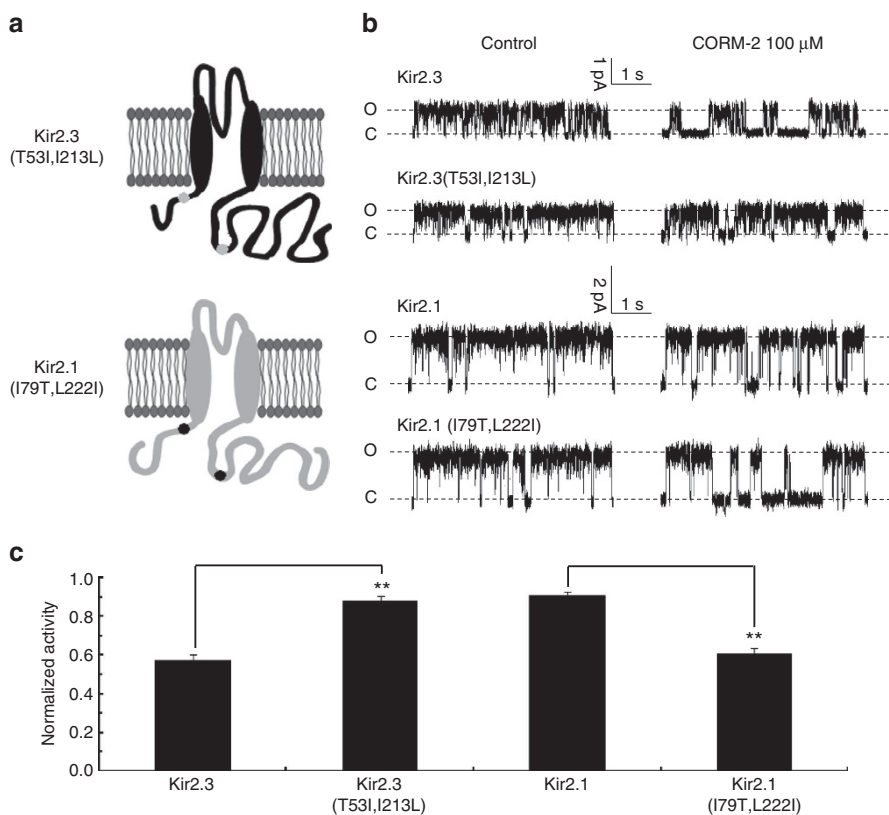 a
Kir2.3
(T53I,I213L)
Kir2.1
(I79T,L222I)
b
Control
CORM-2 100 μM
1 pA
1 s
Kir2.3
O
C
Kir2.3(T53I,I213L)
O
C
2 pA
1 s
Kir2.1
O
C
Kir2.1 (I79T,L222I)
O
C
c
Normalized activity
1.0
0.8
0.6
0.4
0.2
0.0
**
**
Kir2.3
Kir2.3
(T53I,I213L)
Kir2.1
Kir2.1
(I79T,L222I)